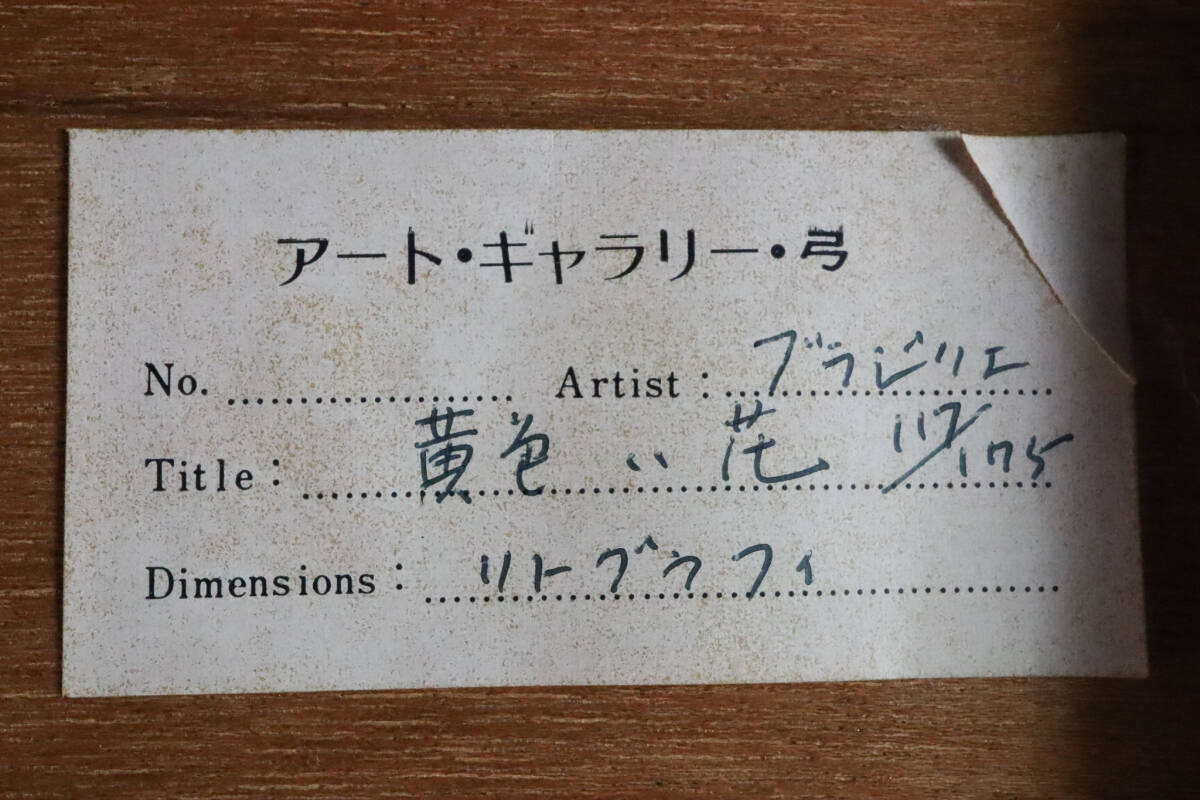 アート・ギャラリー・弓
No. Artist: ブラジリエ
Title: 黄色い花 117/175
Dimensions: リトグラフィ